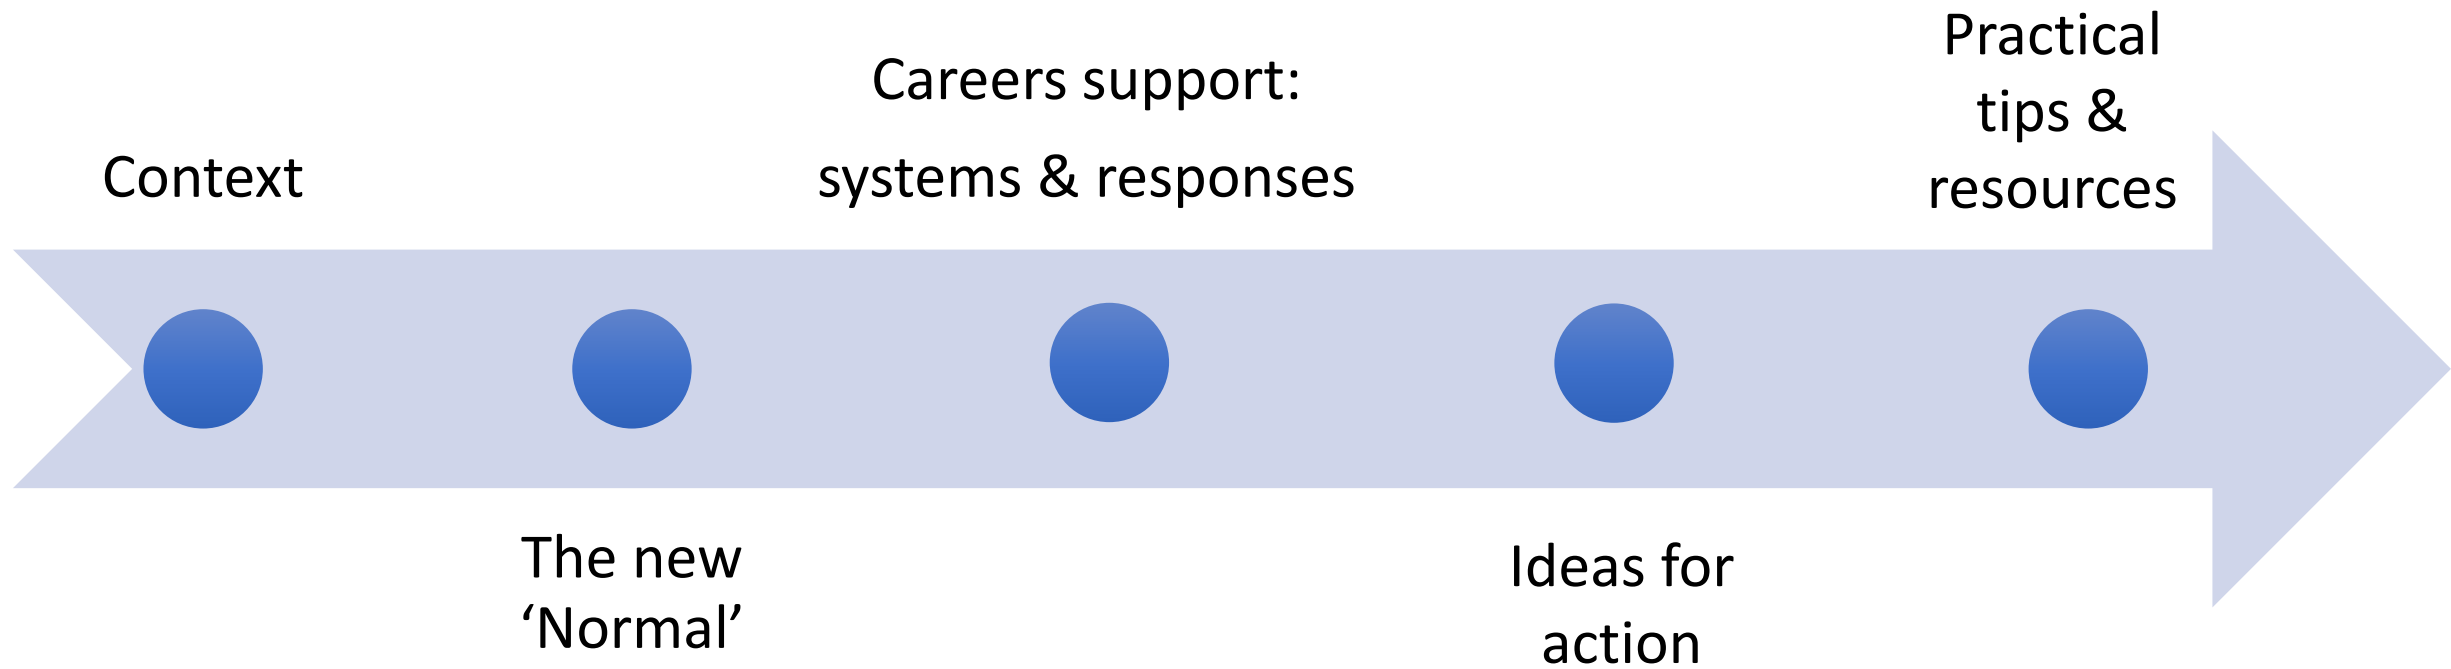 Context
The new
‘Normal’
Careers support:
systems & responses
Ideas for
action
Practical
tips &
resources